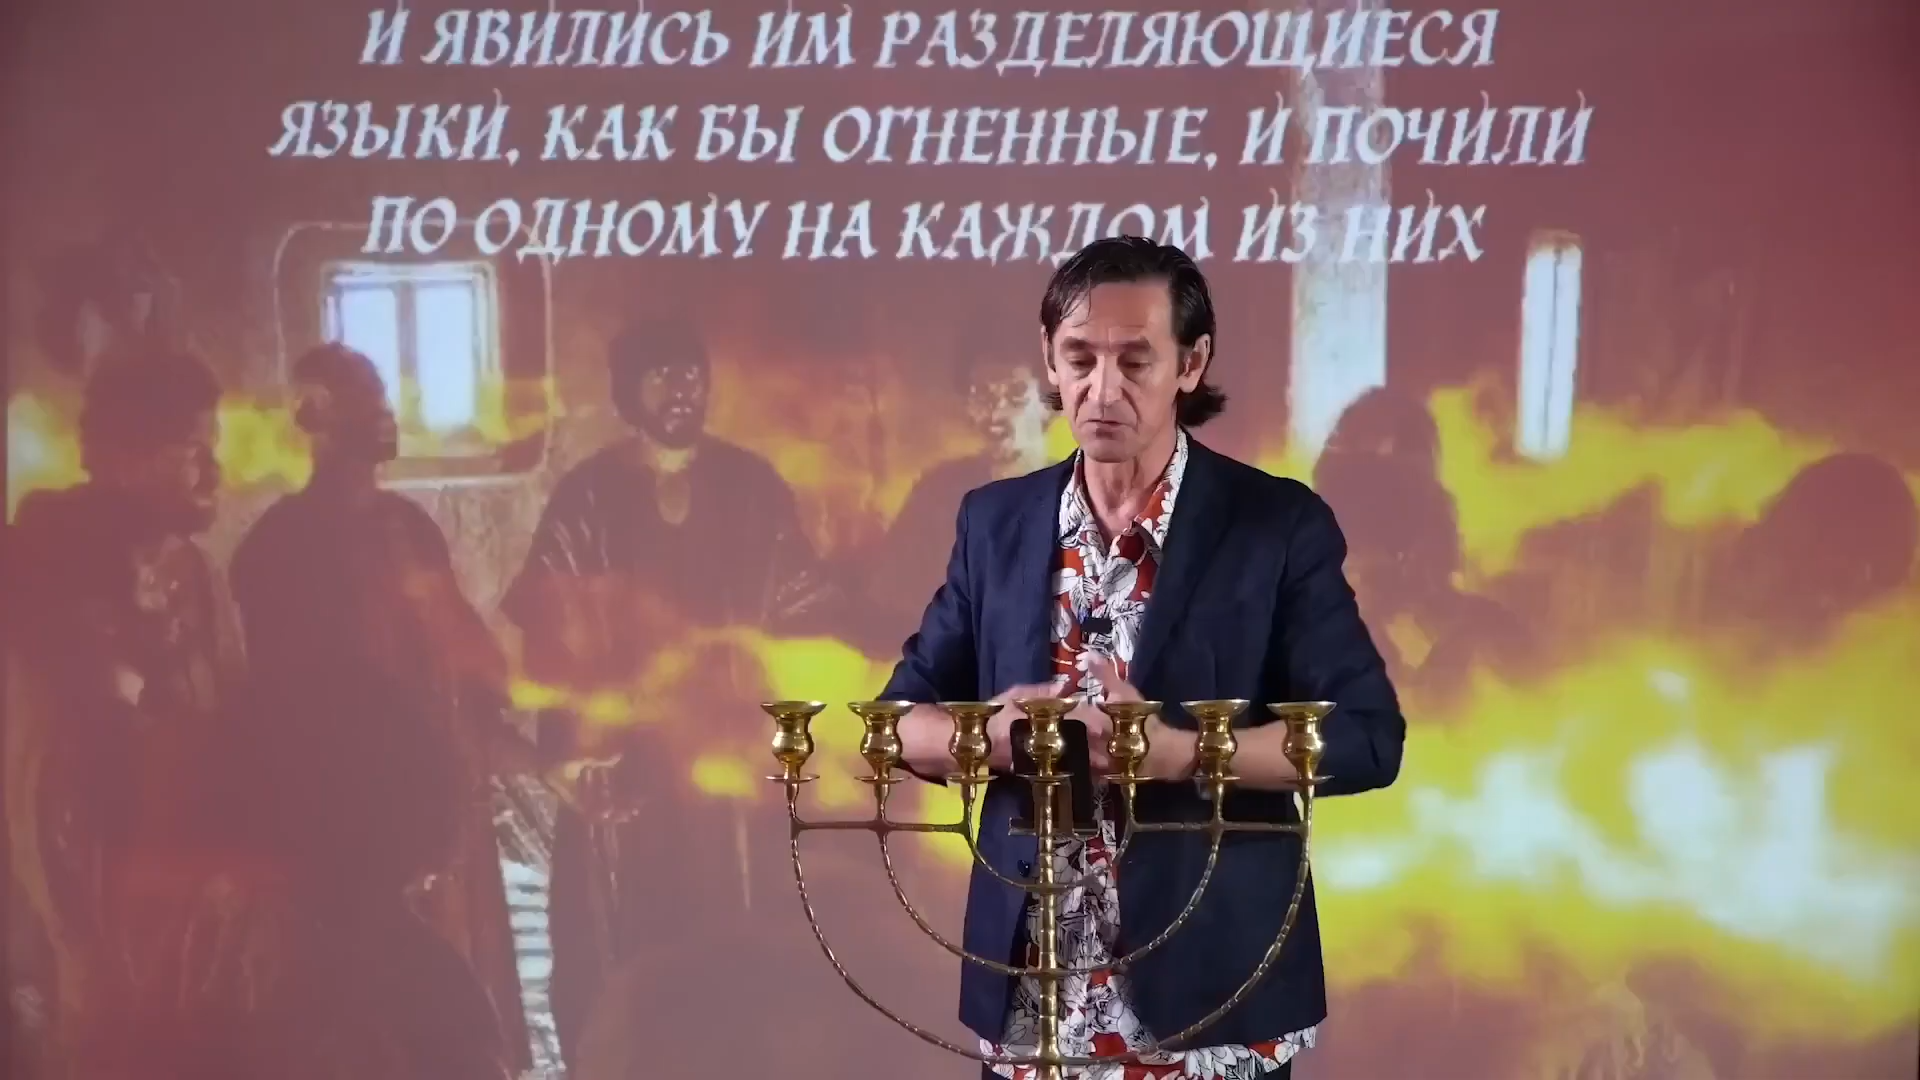 И ЯВИЛИСЬ ИМ РАЗДЕЛЯЮЩИЕСЯ
ЯЗЫКИ, КАК БЫ ОГНЕННЫЕ, И ПОЧИЛИ
ПО ОДНОМУ НА КАЖДОМ ИЗ НИХ